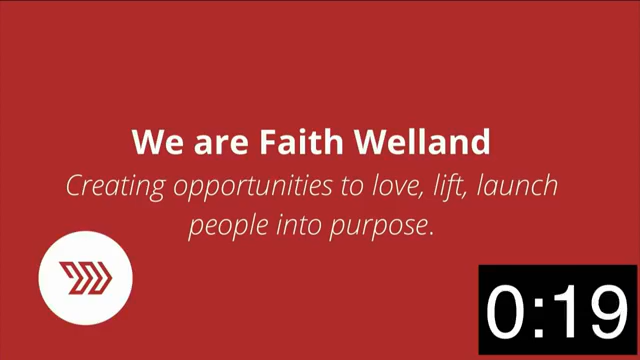 We are Faith Welland
Creating opportunities to love, lift, launch
people into purpose.
0:19